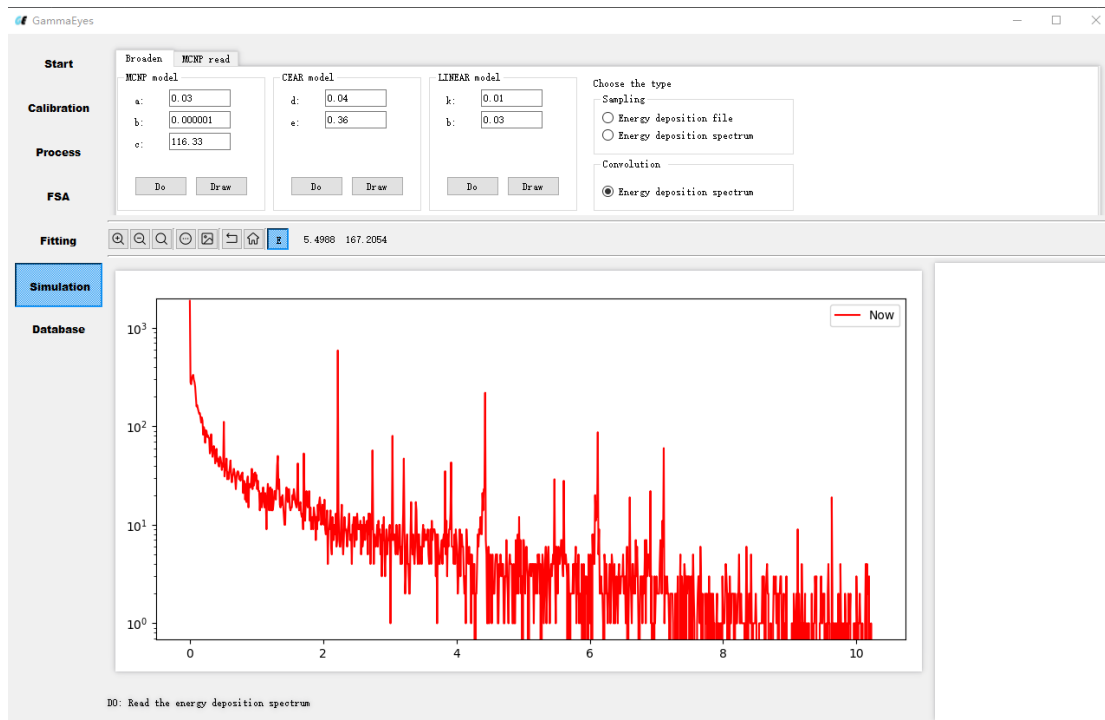 GammaEyes
Start
Calibration
Process
FSA
Fitting
Simulation
Database
Broaden MCNP read
MCNP model
a: 0.03
b: 0.000001
c: 116.33
Do Draw
CEAR model
d: 0.04
e: 0.36
Do Draw
LINEAR model
k: 0.01
b: 0.03
Do Draw
Choose the type
Sampling
Energy deposition file
Energy deposition spectrum
Convolution
Energy deposition spectrum
E 5.4988 167.2054
Now
10³
10²
10¹
10⁰
0 2 4 6 8 10
DO: Read the energy deposition spectrum